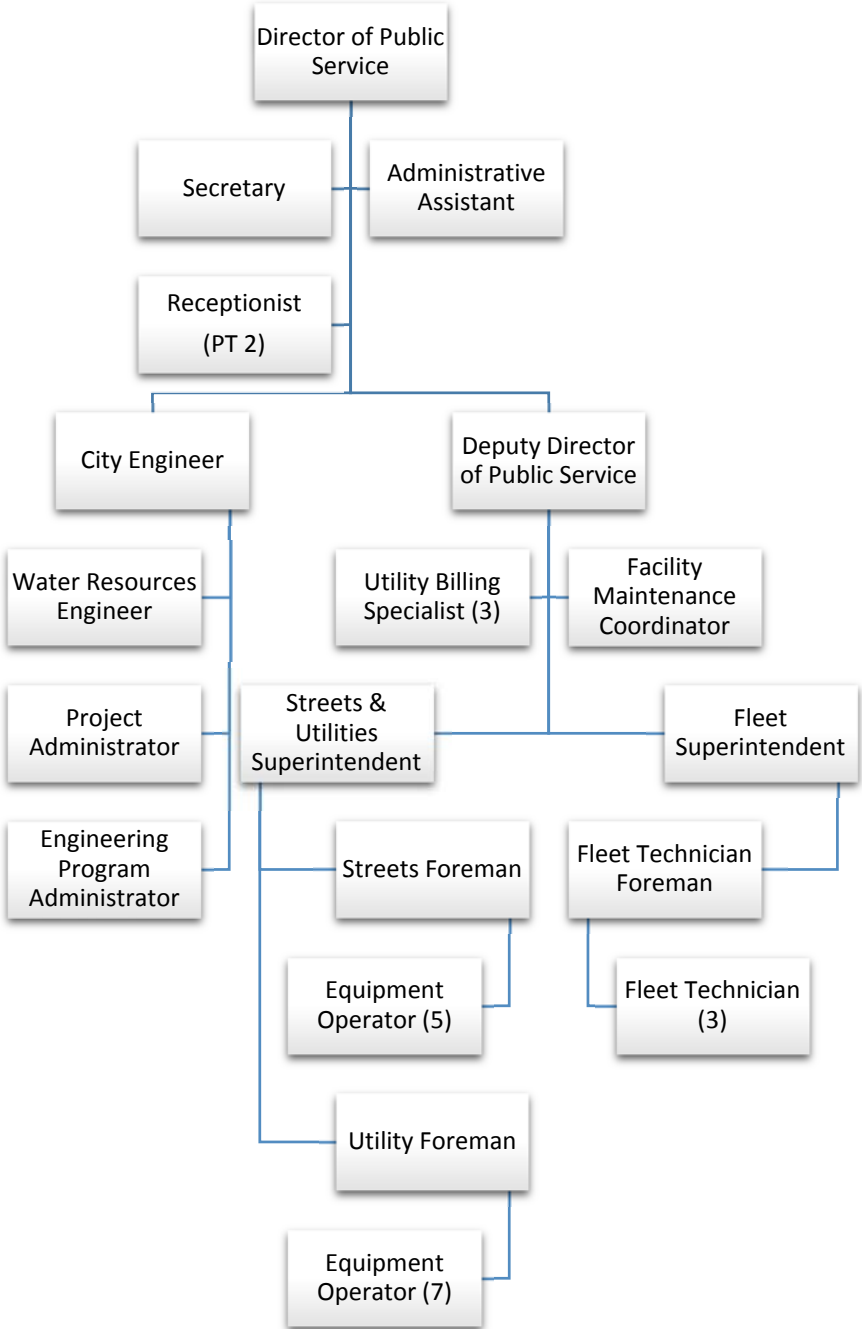 Director of Public
Service
Secretary
Administrative
Assistant
Receptionist
(PT 2)
City Engineer
Deputy Director
of Public Service
Water Resources
Engineer
Utility Billing
Specialist (3)
Facility
Maintenance
Coordinator
Project
Administrator
Streets &
Utilities
Superintendent
Fleet
Superintendent
Engineering
Program
Administrator
Streets Foreman
Fleet Technician
Foreman
Equipment
Operator (5)
Fleet Technician
(3)
Utility Foreman
Equipment
Operator (7)